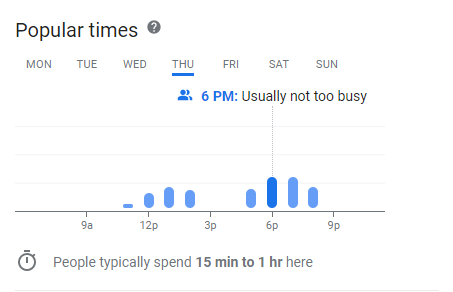 Popular times ?
MON TUE WED THU FRI SAT SUN
6 PM: Usually not too busy
9a 12p 3p 6p 9p
People typically spend 15 min to 1 hr here